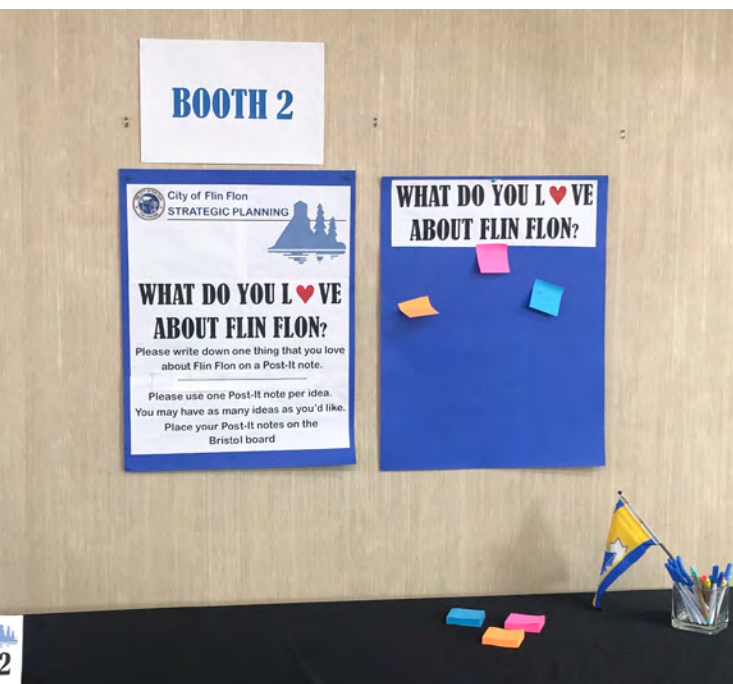 BOOTH 2
City of Flin Flon
STRATEGIC PLANNING
WHAT DO YOU L♥VE
ABOUT FLIN FLON?
Please write down one thing that you love
about Flin Flon on a Post-It note.
Please use one Post-It note per idea.
You may have as many ideas as you'd like.
Place your Post-It notes on the
Bristol board
WHAT DO YOU L♥VE
ABOUT FLIN FLON?
2